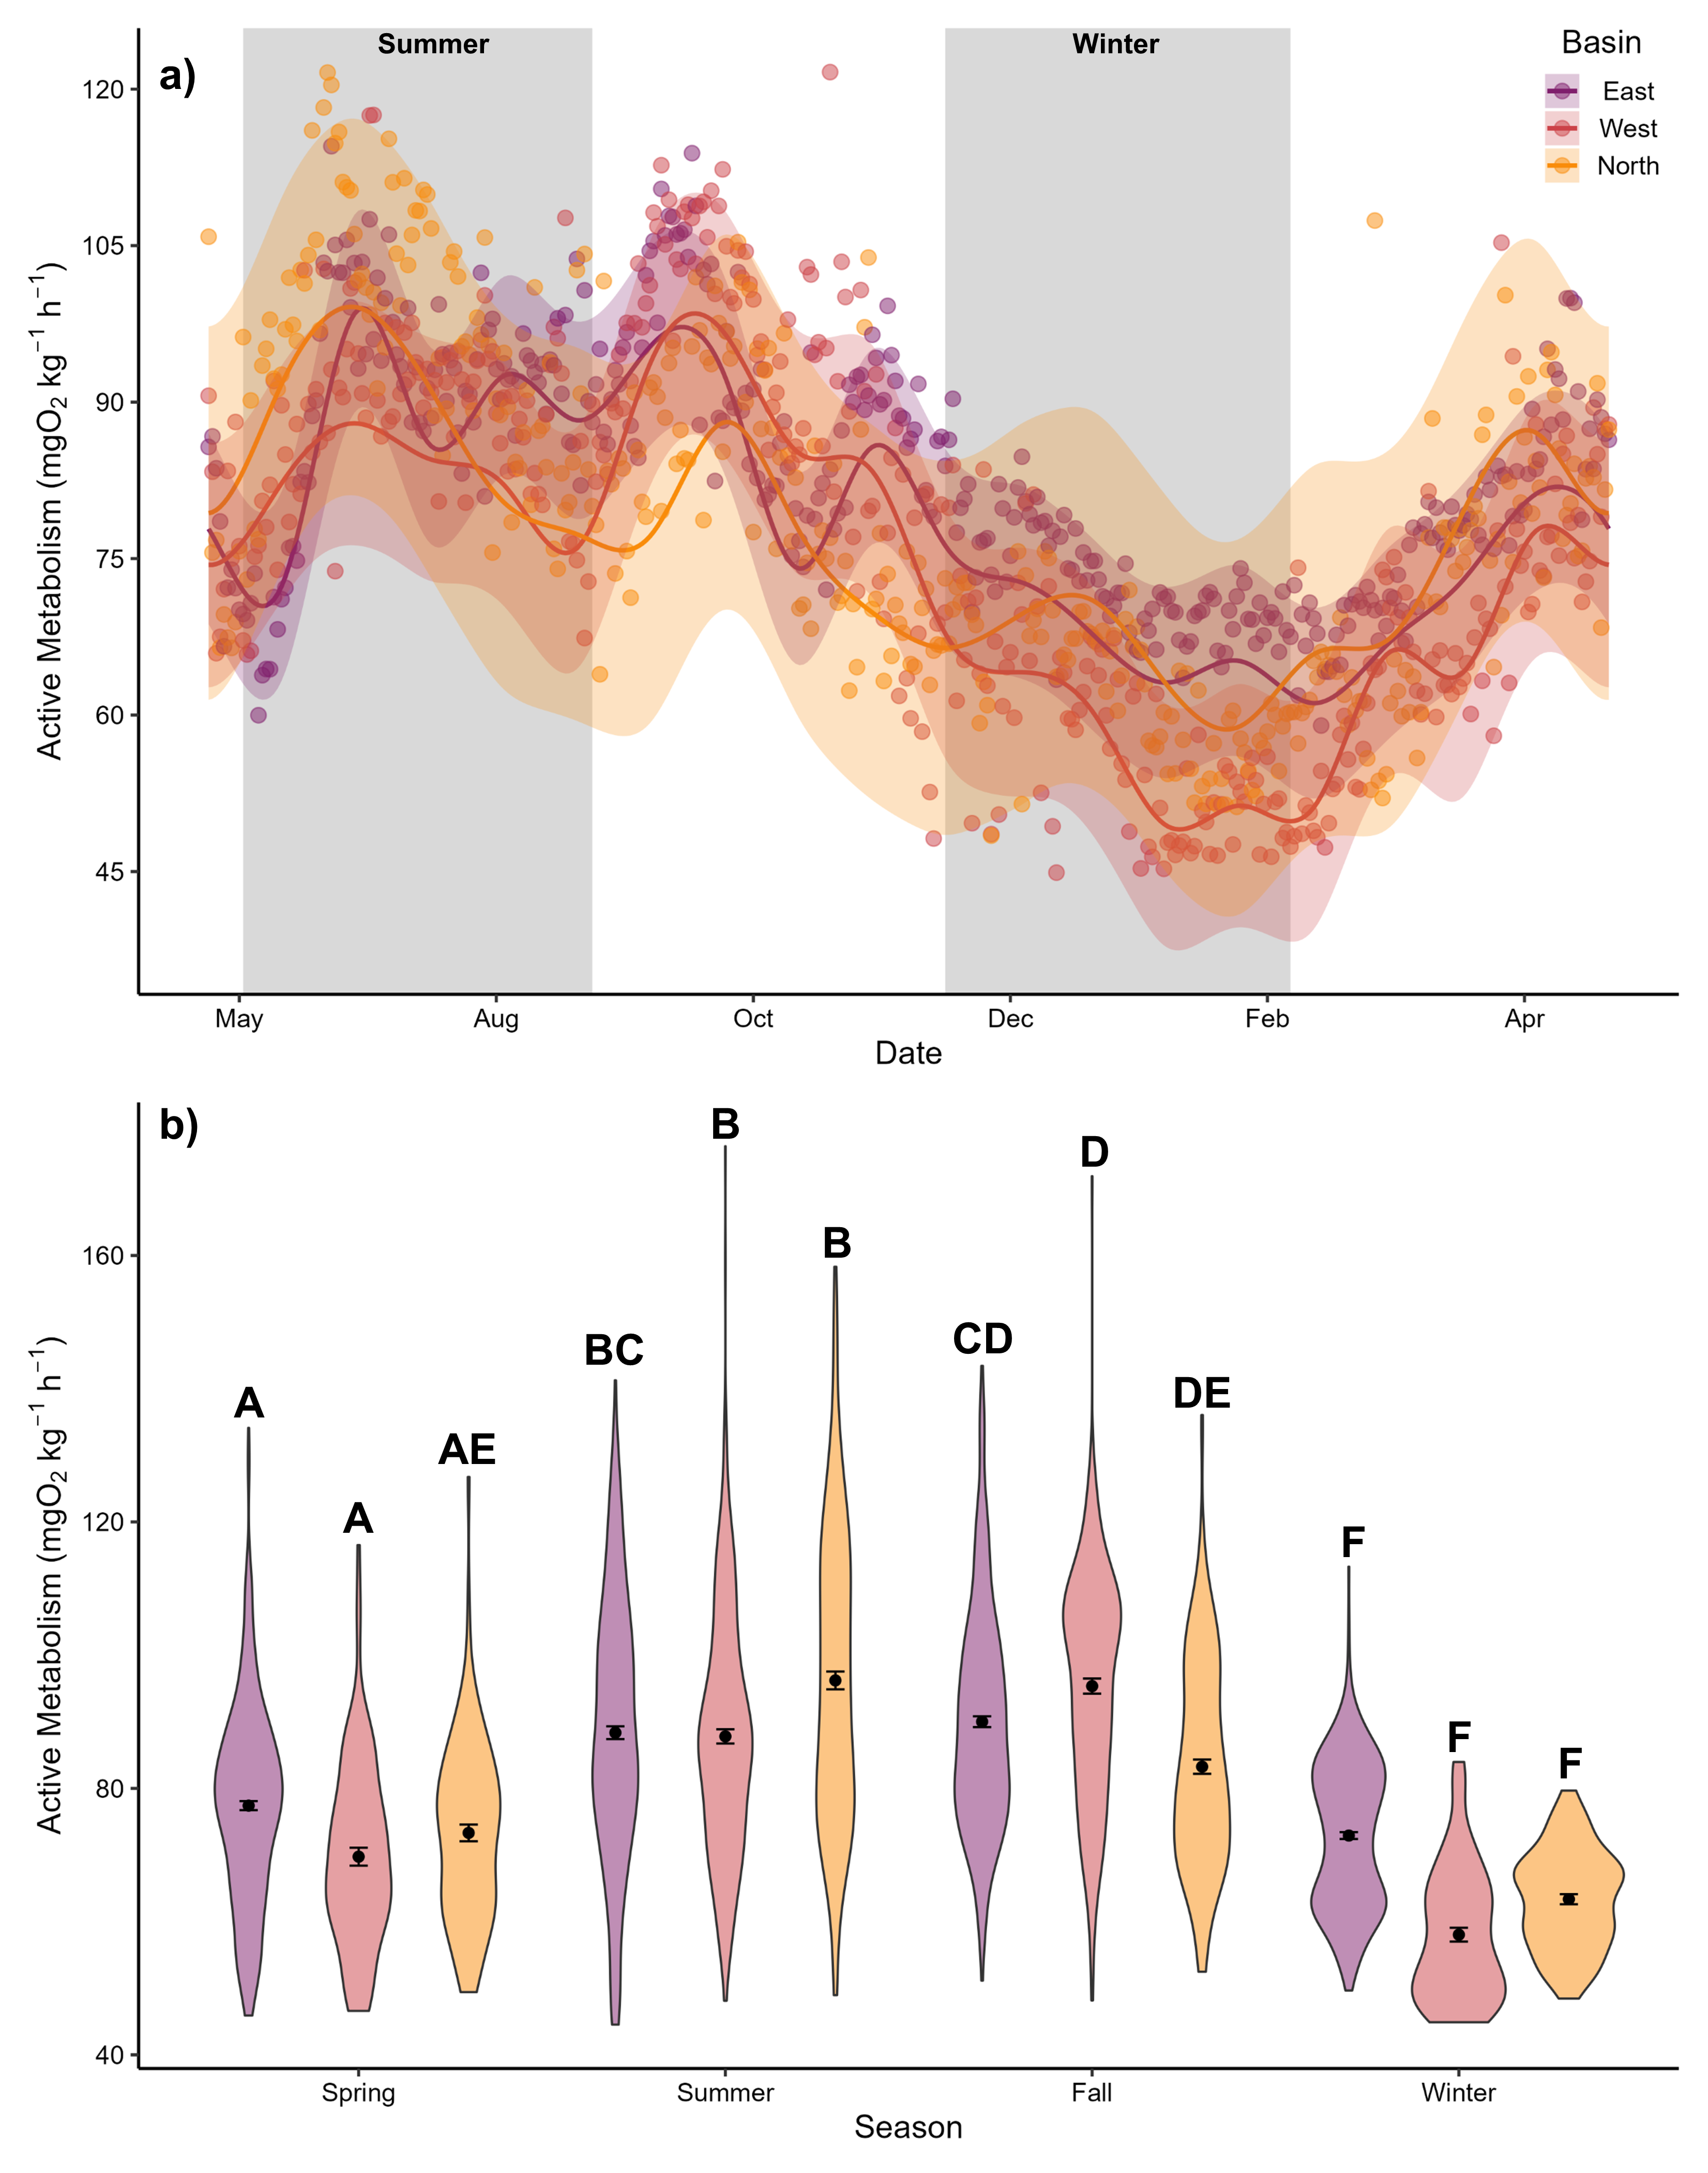 a)
Summer
Winter
Basin
East
West
North
120
105
90
75
60
45
Active Metabolism (mgO₂ kg⁻¹ h⁻¹)
May Aug Oct Dec Feb Apr
Date
b)
B
D
B
CD
BC
DE
A
AE
A
F
F
F
160
120
80
40
Active Metabolism (mgO₂ kg⁻¹ h⁻¹)
Spring Summer Fall Winter
Season